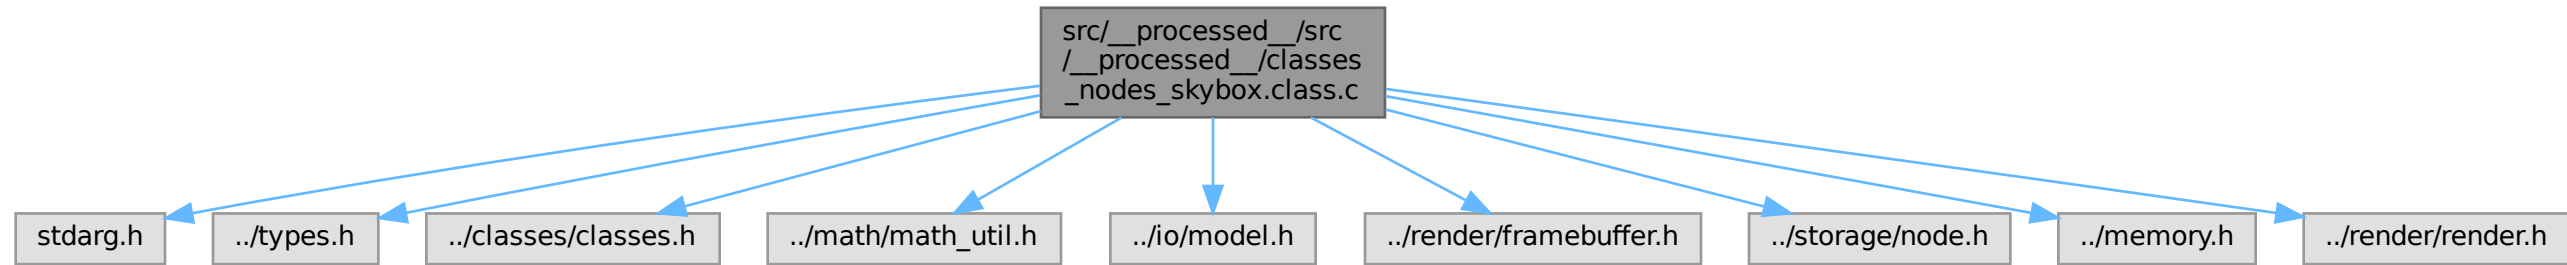 src/__processed__/src
/__processed__/classes
_nodes_skybox.class.c
stdarg.h
../types.h
../classes/classes.h
../math/math_util.h
../io/model.h
../render/framebuffer.h
../storage/node.h
../memory.h
../render/render.h